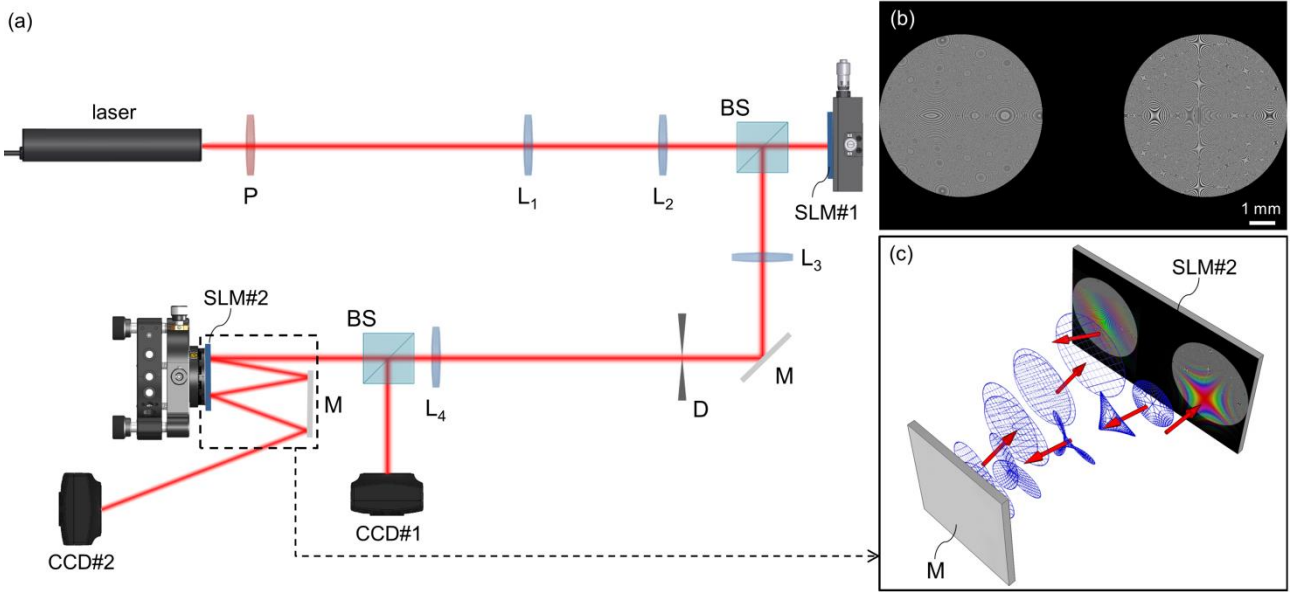 (a)
laser
P
L₁
L₂
BS
SLM#1
L₃
M
D
L₄
BS
SLM#2
M
CCD#1
CCD#2
(b)
1 mm
(c)
SLM#2
M